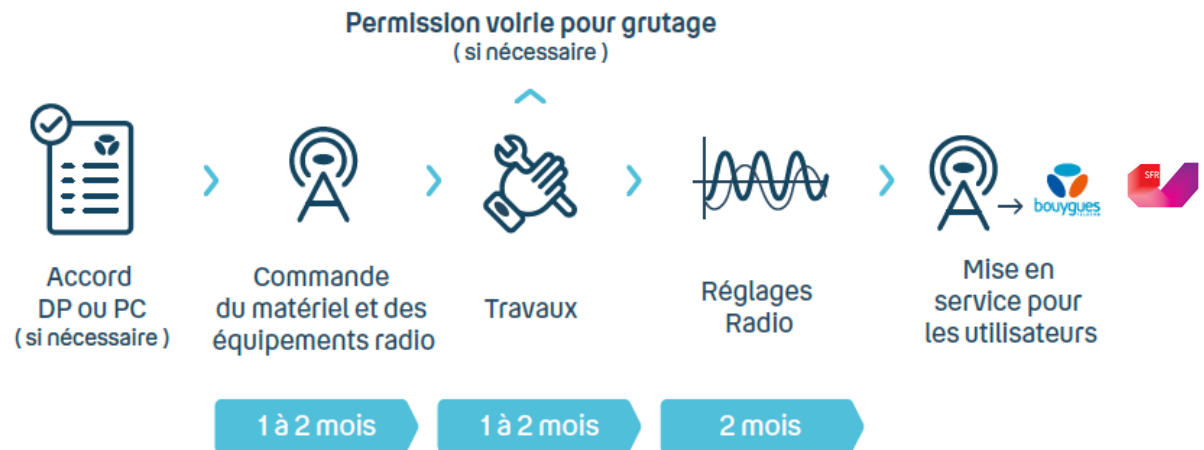 Permission voirie pour grutage
( si nécessaire )
Accord
DP ou PC
( si nécessaire )
Commande
du matériel et des
équipements radio
Travaux
Réglages
Radio
bouygues
TELECOM
SFR
Mise en
service pour
les utilisateurs
1 à 2 mois
1 à 2 mois
2 mois